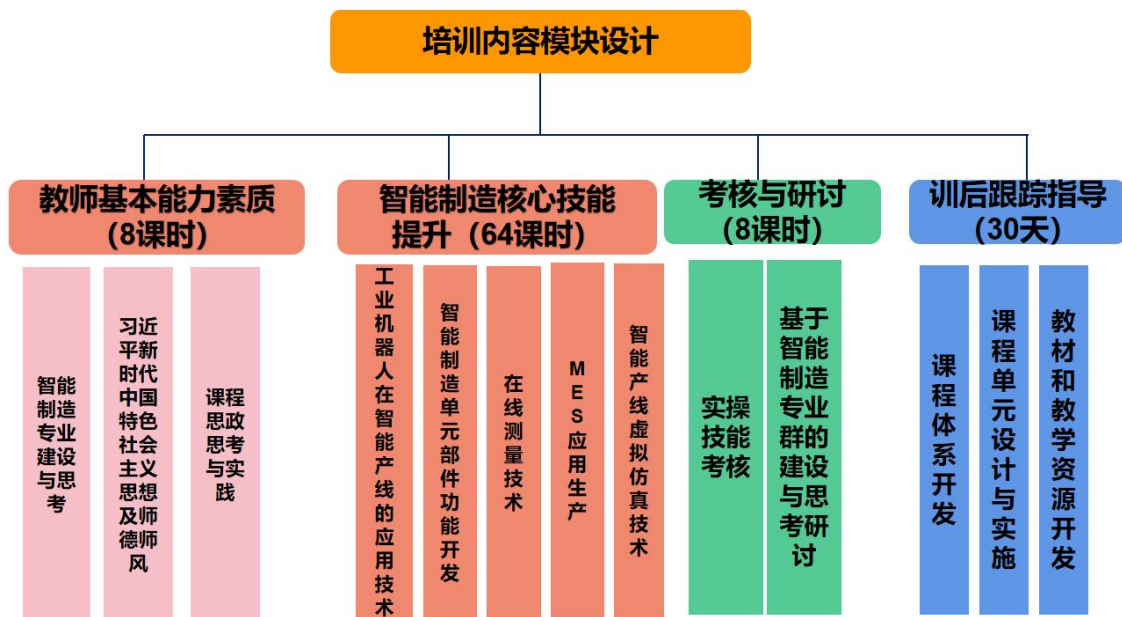 培训内容模块设计
教师基本能力素质
（8课时）
智能制造核心技能
提升（64课时）
考核与研讨
（8课时）
训后跟踪指导
（30天）
智能
制造
专业
建设
与思
考
习近
平新
时代
中国
特色
社会
主义
思想
及师
德师
风
课程
思政
思考
与实
践
工业机器人在智能产线的应用技术
智能制造单元部件功能开发
在线测量技术
MES应用生产
智能产线虚拟仿真技术
实操
技能
考核
基于
智能
制造
专业
群的
建设
与思
考研
讨
课程体系开发
课程单元设计与实施
教材和教学资源开发